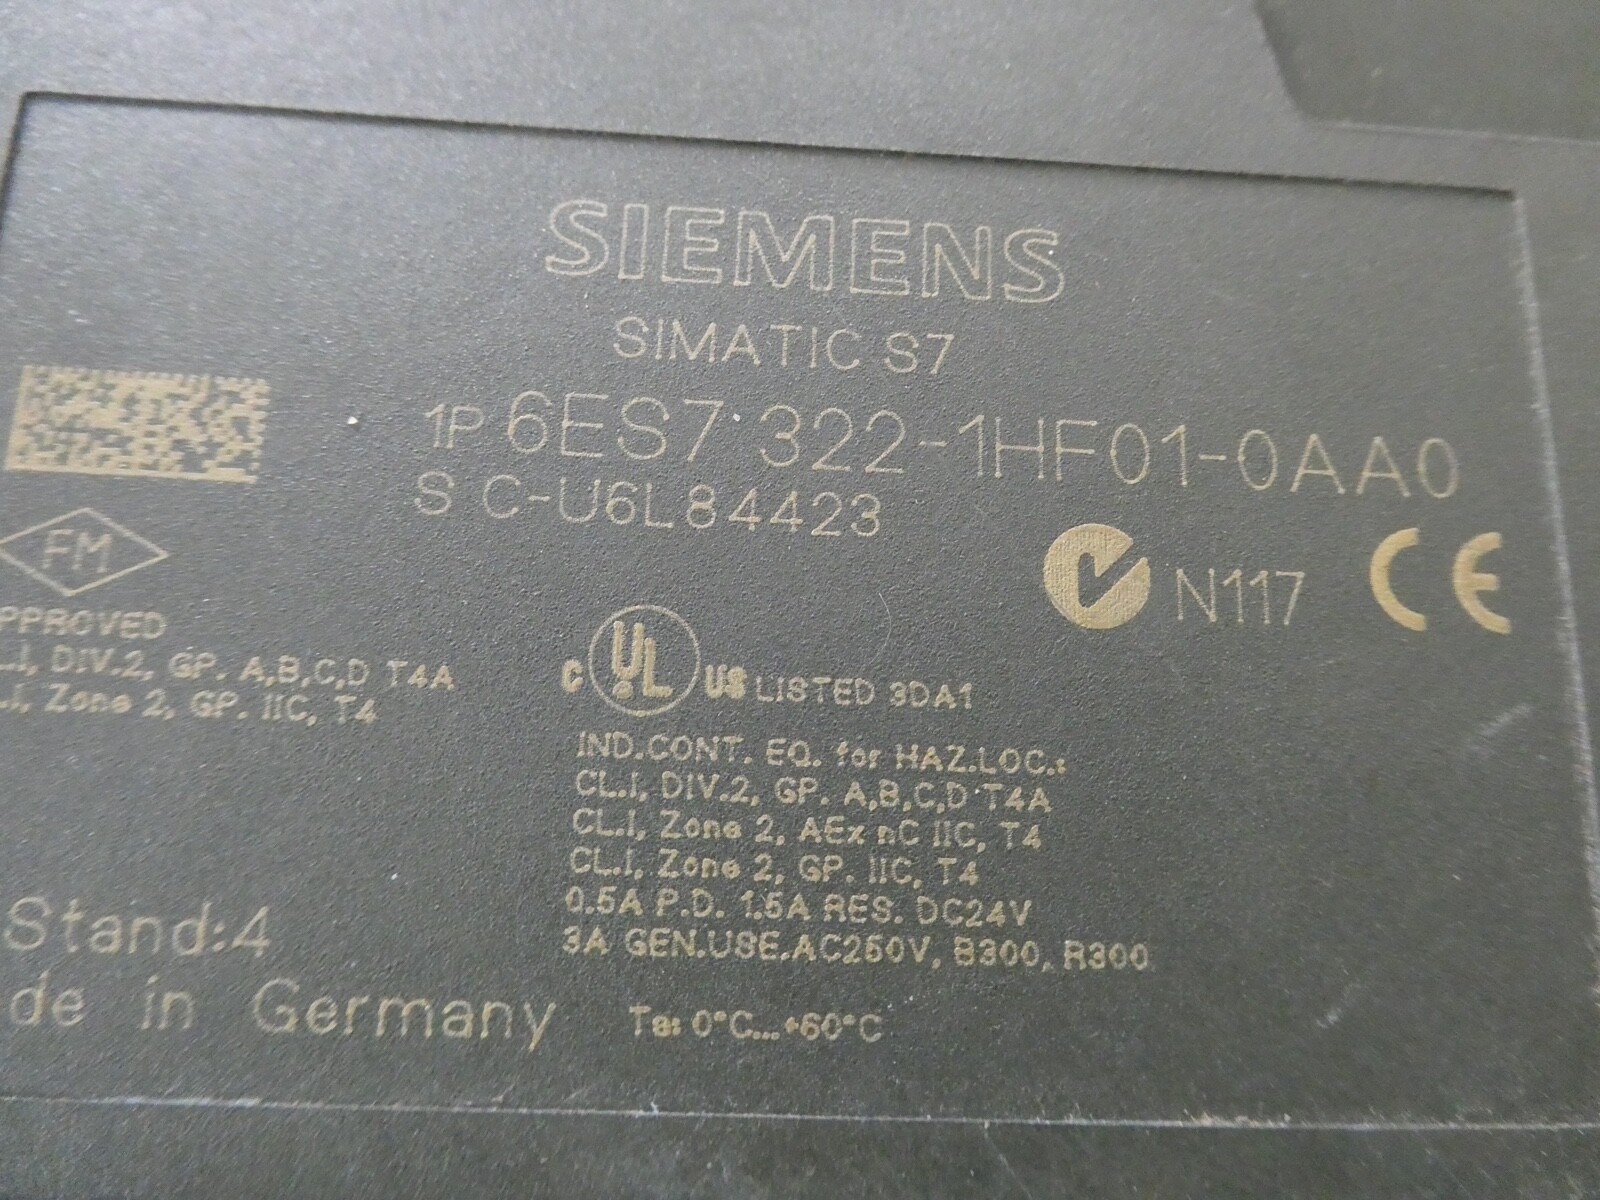 SIEMENS
SIMATIC S7
1P 6ES7 322-1HF01-0AA0
S C-U6L84423
FM
PPROVED
L.I, DIV.2, GP. A,B,C,D T4A
.I, Zone 2, GP. IIC, T4
N117 CE
C UL US LISTED 3DA1
IND.CONT. EQ. for HAZ.LOC.:
CL.I, DIV.2, GP. A,B,C,D T4A
CL.I, Zone 2, AEx nC IIC, T4
CL.I, Zone 2, GP. IIC, T4
0.5A P.D. 1.5A RES. DC24V
3A GEN.USE.AC250V, B300, R300
Stand:4
de in Germany
Ta: 0°C...+60°C